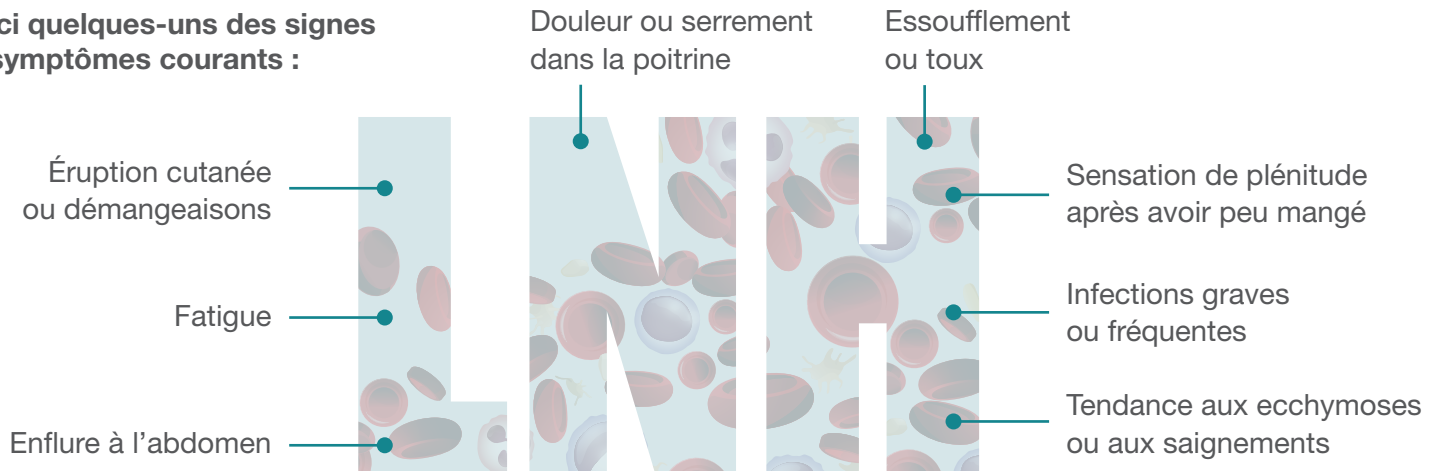 ci quelques-uns des signes
symptômes courants :
Douleur ou serrement
dans la poitrine
Essoufflement
ou toux
Éruption cutanée
ou démangeaisons
Fatigue
Enflure à l’abdomen
LNH
Sensation de plénitude
après avoir peu mangé
Infections graves
ou fréquentes
Tendance aux ecchymoses
ou aux saignements